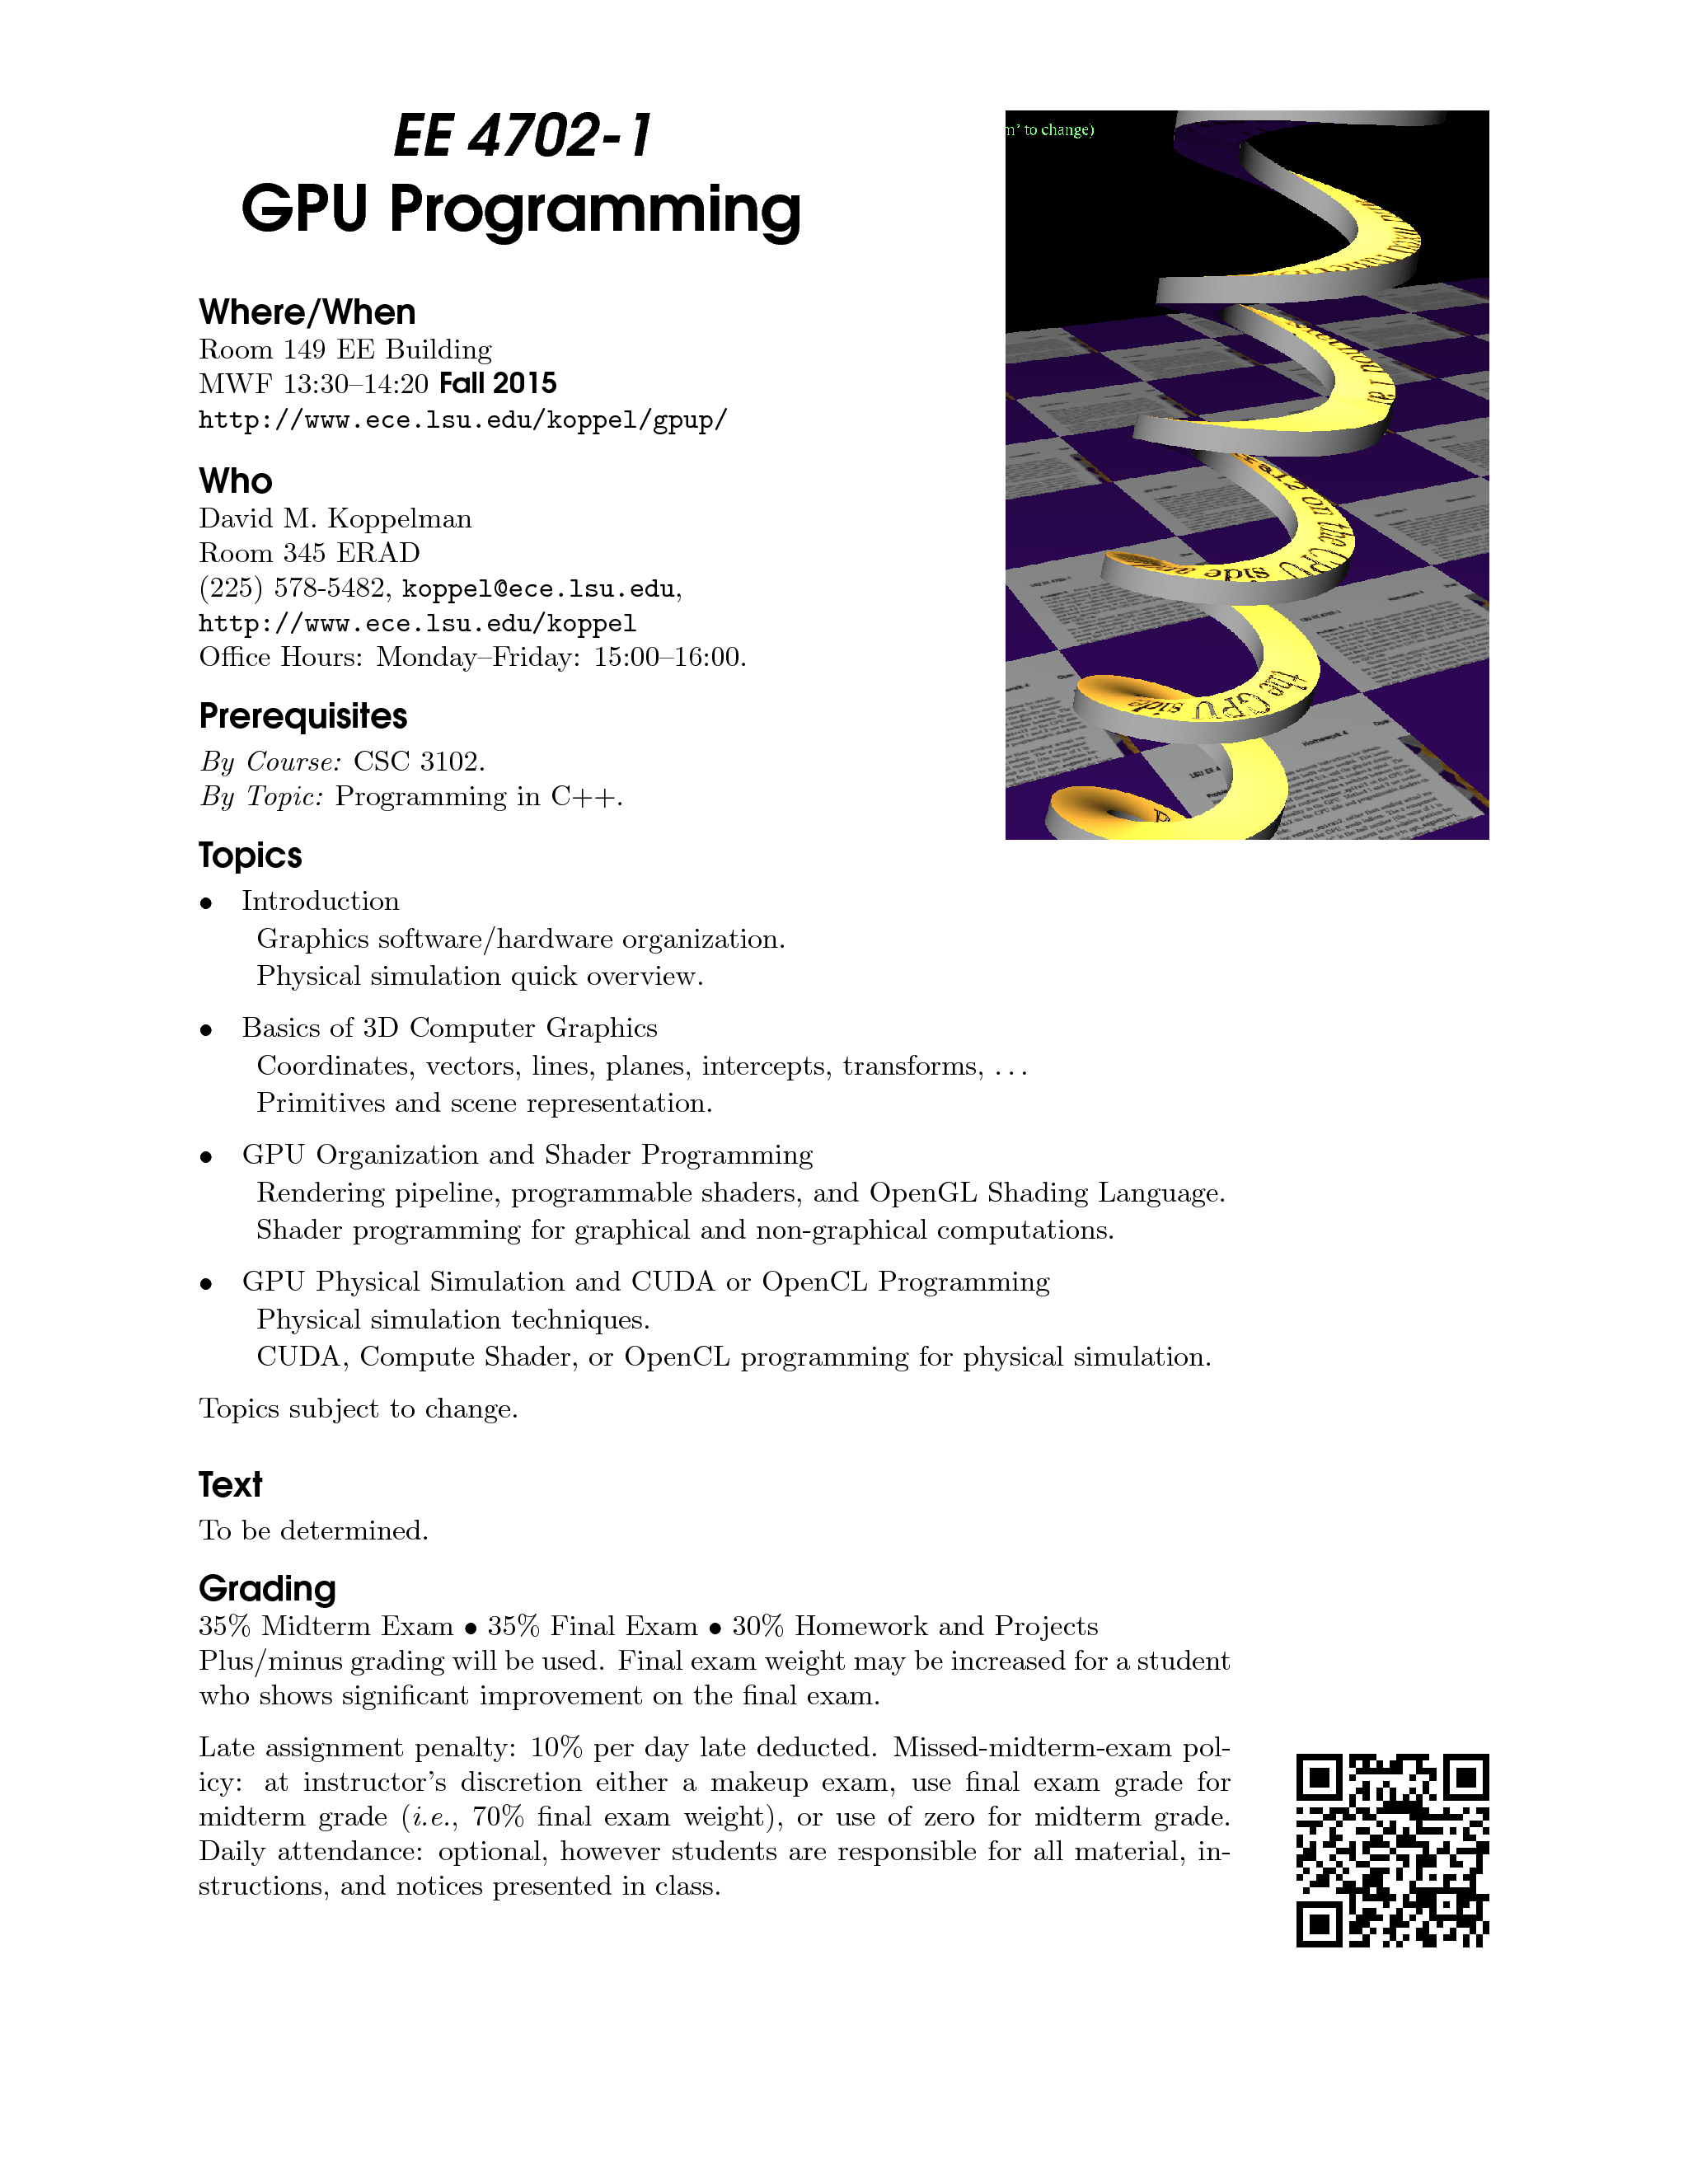 EE 4702-1
GPU Programming
m' to change)
Where/When
Room 149 EE Building
MWF 13:30–14:20 Fall 2015
http://www.ece.lsu.edu/koppel/gpup/
Who
David M. Koppelman
Room 345 ERAD
(225) 578-5482, koppel@ece.lsu.edu,
http://www.ece.lsu.edu/koppel
Office Hours: Monday–Friday: 15:00–16:00.
Prerequisites
By Course: CSC 3102.
By Topic: Programming in C++.
on the CPU
side
the GPU
side
Homework 4
Topics
• Introduction
Graphics software/hardware organization.
Physical simulation quick overview.
• Basics of 3D Computer Graphics
Coordinates, vectors, lines, planes, intercepts, transforms, . . .
Primitives and scene representation.
• GPU Organization and Shader Programming
Rendering pipeline, programmable shaders, and OpenGL Shading Language.
Shader programming for graphical and non-graphical computations.
• GPU Physical Simulation and CUDA or OpenCL Programming
Physical simulation techniques.
CUDA, Compute Shader, or OpenCL programming for physical simulation.
Topics subject to change.
Text
To be determined.
Grading
35% Midterm Exam • 35% Final Exam • 30% Homework and Projects
Plus/minus grading will be used. Final exam weight may be increased for a student
who shows significant improvement on the final exam.
Late assignment penalty: 10% per day late deducted. Missed-midterm-exam pol-
icy: at instructor's discretion either a makeup exam, use final exam grade for
midterm grade (i.e., 70% final exam weight), or use of zero for midterm grade.
Daily attendance: optional, however students are responsible for all material, in-
structions, and notices presented in class.